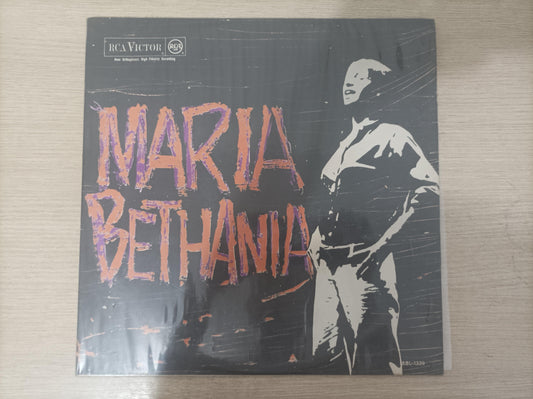 RCA VICTOR
RCA
New Orthophonic High Fidelity Recording
MARIA
BETHANIA
BBL-1339